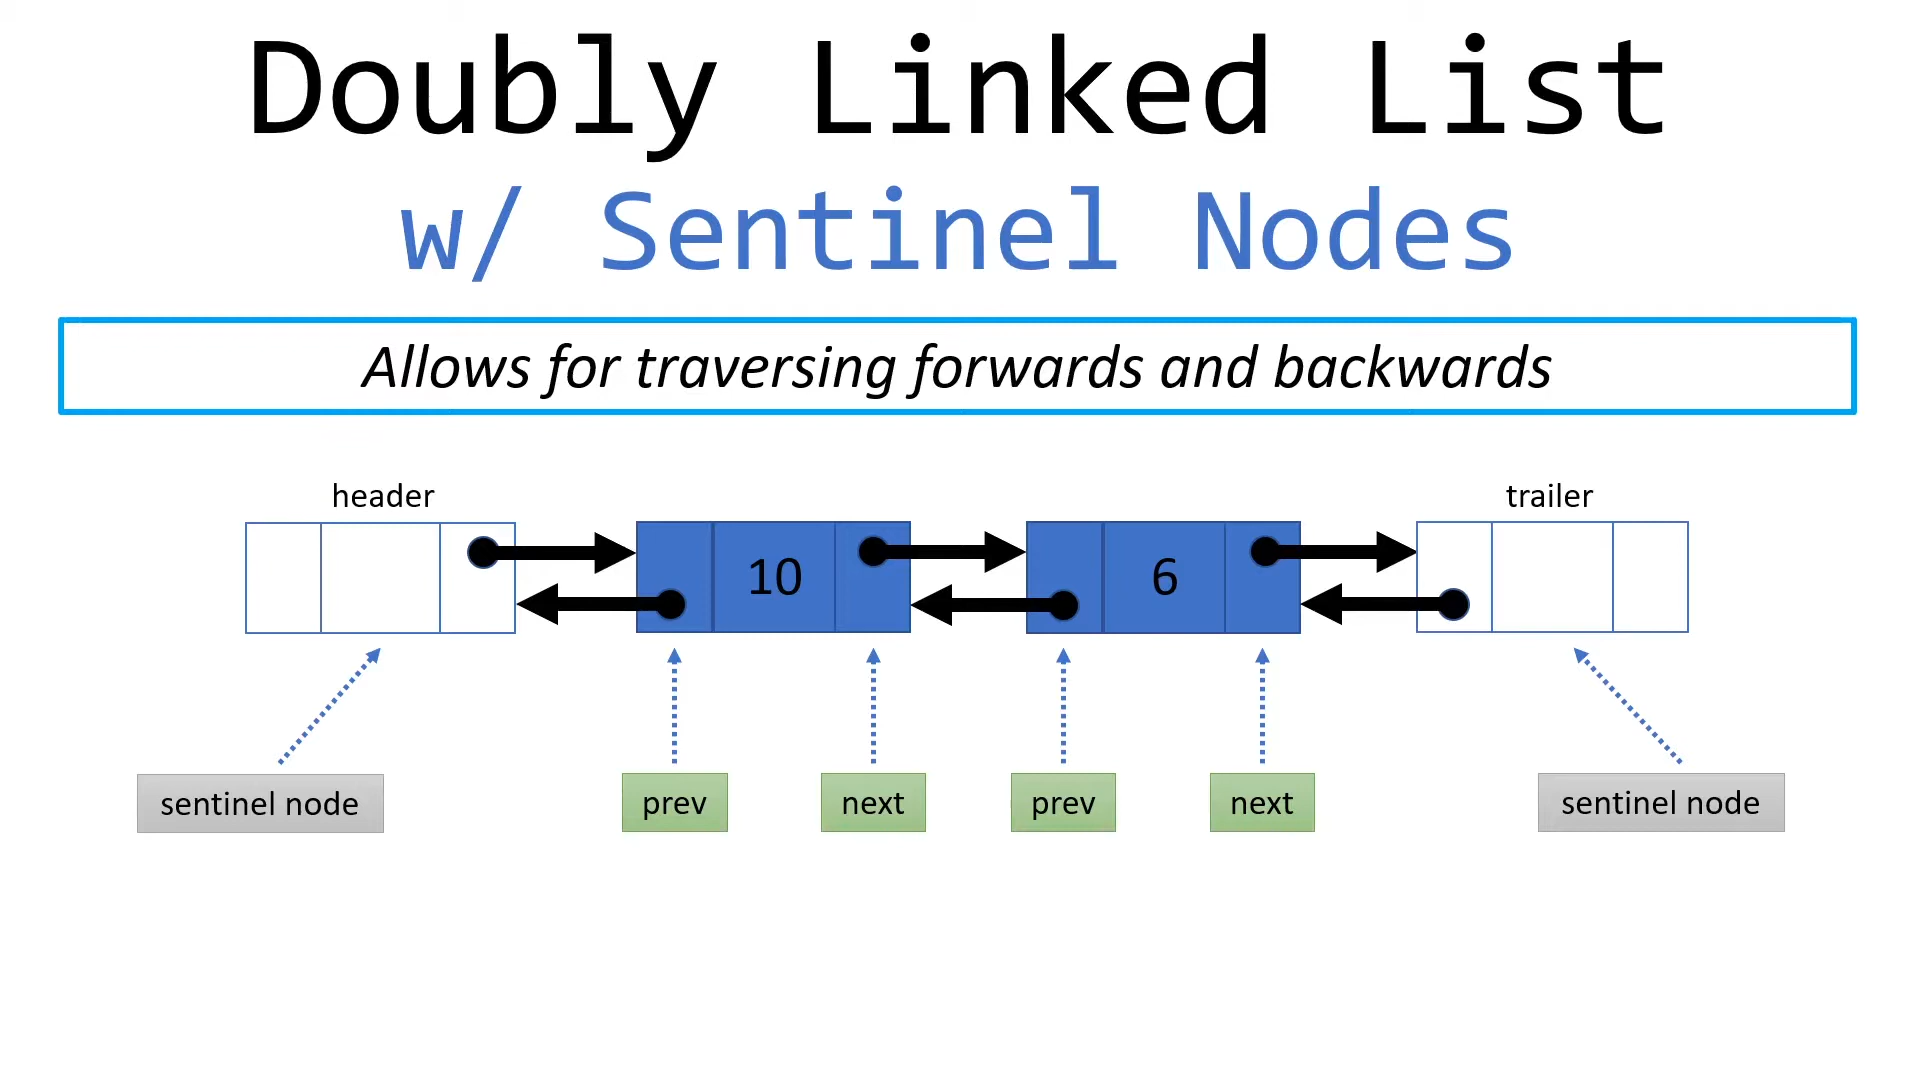 Doubly Linked List
w/ Sentinel Nodes
Allows for traversing forwards and backwards
header
trailer
10
6
sentinel node
prev
next
prev
next
sentinel node